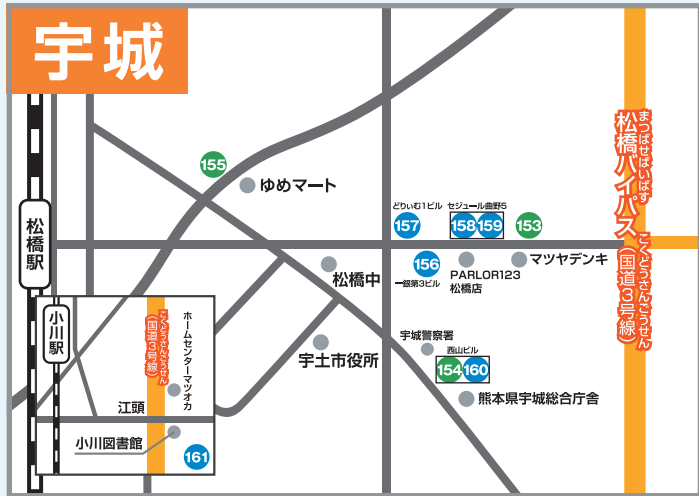 宇城
155
ゆめマート
松橋駅
どりぃむ1ビル
157
セジュール曲野5
158 159
153
156
一銀第3ビル
PARLOR123
松橋店
マツヤデンキ
松橋中
宇土市役所
宇城警察署
西山ビル
154 160
熊本県宇城総合庁舎
まつばせばいぱす
松橋バイパス
こくどうさんごうせん
(国道3号線)
小川駅
こくどうさんごうせん
(国道3号線)
ホームセンターマツオカ
江頭
小川図書館
161